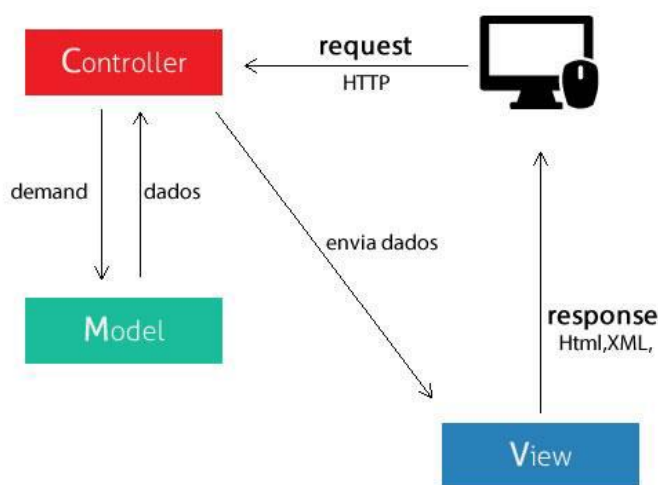 Controller
request
HTTP
demand
dados
envia dados
Model
response
Html,XML,
View